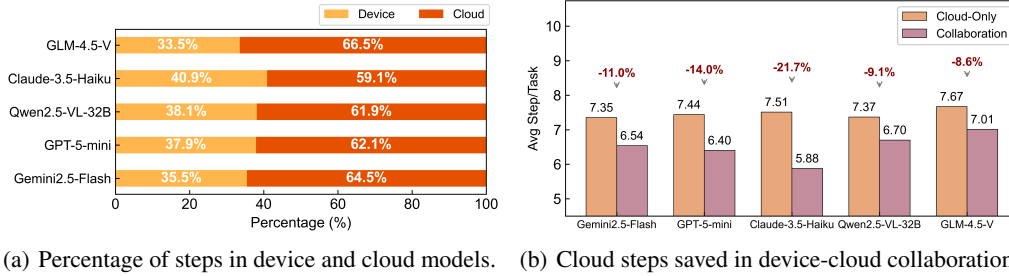 Device Cloud
GLM-4.5-V 33.5% 66.5%
Claude-3.5-Haiku 40.9% 59.1%
Qwen2.5-VL-32B 38.1% 61.9%
GPT-5-mini 37.9% 62.1%
Gemini2.5-Flash 35.5% 64.5%
0 20 40 60 80 100
Percentage (%)
(a) Percentage of steps in device and cloud models.
Cloud-Only
Collaboration
Avg Step/Task
10
9
8
7
6
5
-11.0% -14.0% -21.7% -9.1% -8.6%
7.35 6.54 7.44 6.40 7.51 5.88 7.37 6.70 7.67 7.01
Gemini2.5-Flash GPT-5-mini Claude-3.5-Haiku Qwen2.5-VL-32B GLM-4.5-V
(b) Cloud steps saved in device-cloud collaboration